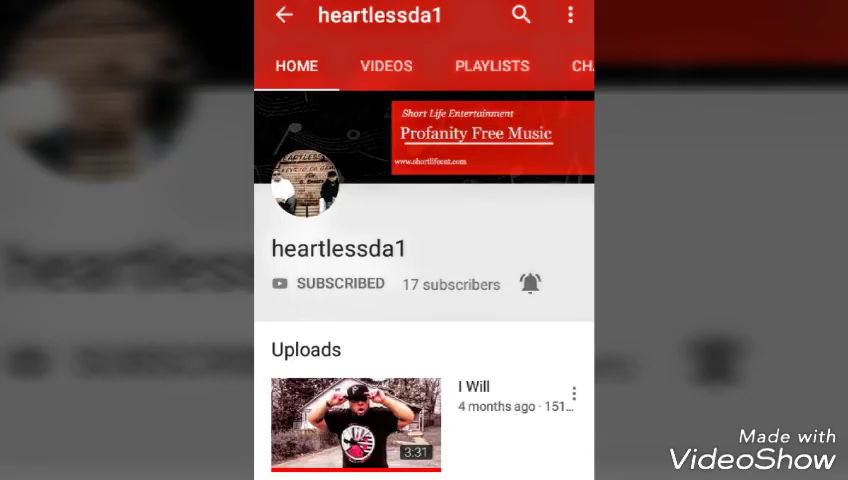 heartlessda1
HOME VIDEOS PLAYLISTS CH
Short Life Entertainment
Profanity Free Music
www.shortlifeent.com
heartlessda1
SUBSCRIBED 17 subscribers
Uploads
I Will
4 months ago · 151...
3:31
Made with
VideoShow